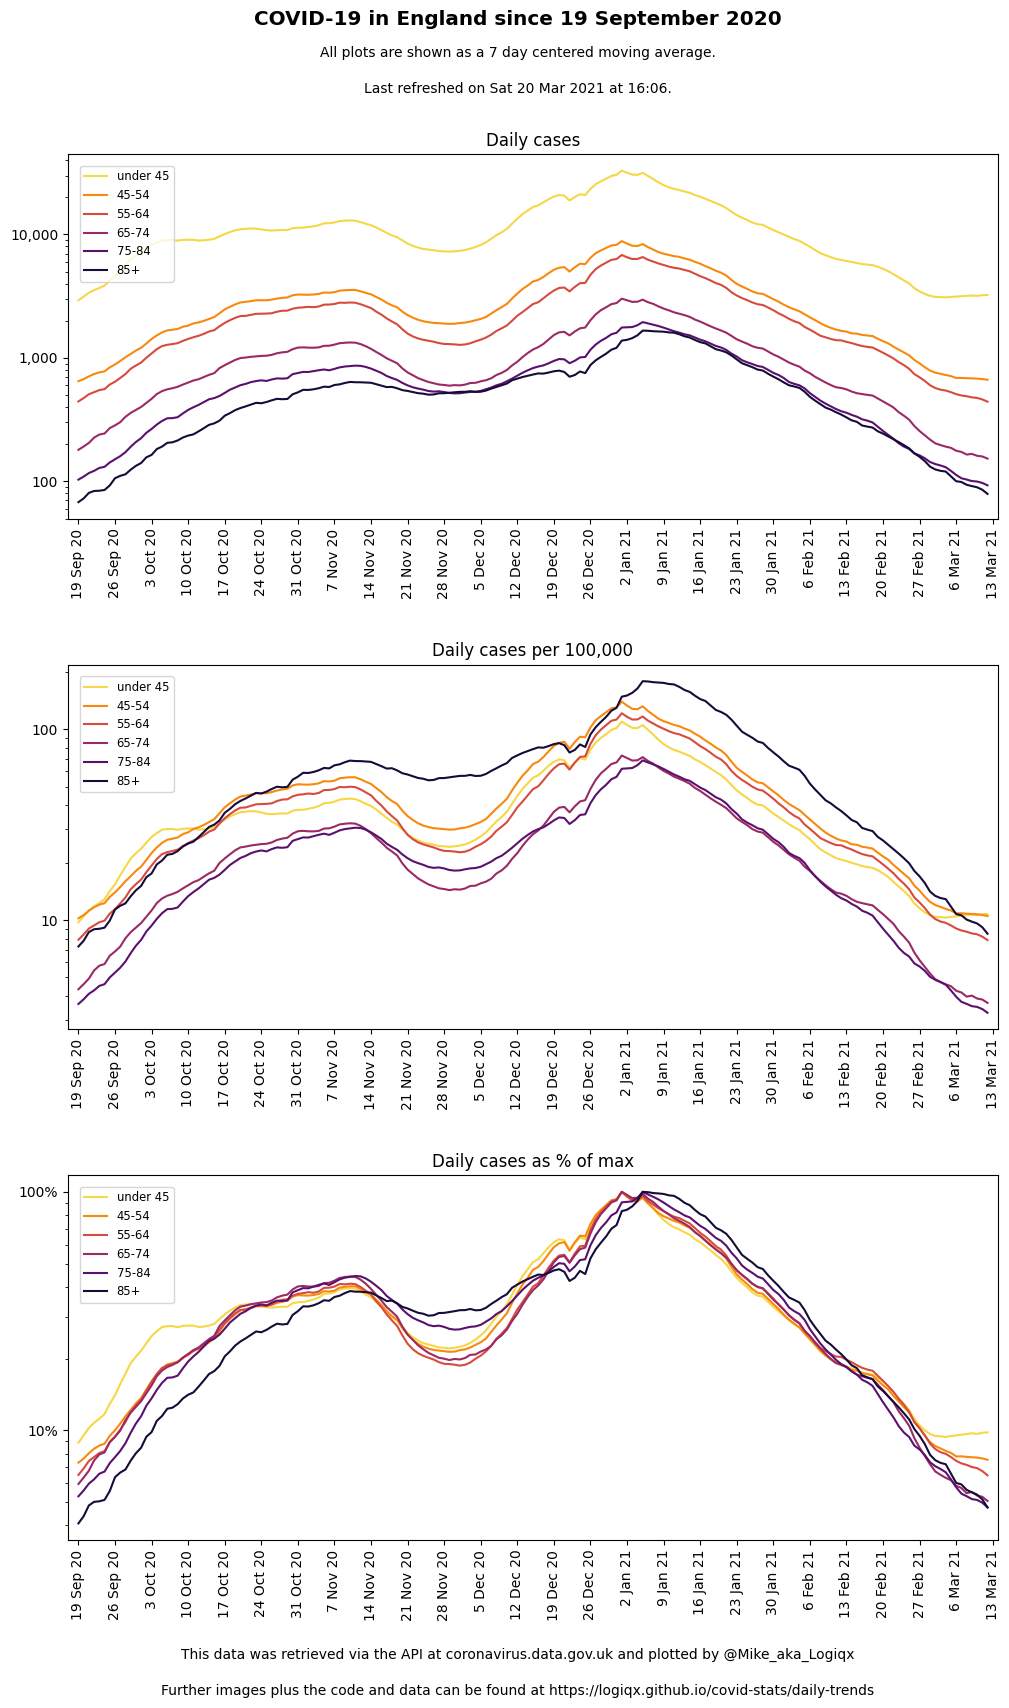 COVID-19 in England since 19 September 2020
All plots are shown as a 7 day centered moving average.
Last refreshed on Sat 20 Mar 2021 at 16:06.
Daily cases
under 45
45-54
55-64
65-74
75-84
85+
10,000
1,000
100
19 Sep 20
26 Sep 20
3 Oct 20
10 Oct 20
17 Oct 20
24 Oct 20
31 Oct 20
7 Nov 20
14 Nov 20
21 Nov 20
28 Nov 20
5 Dec 20
12 Dec 20
19 Dec 20
26 Dec 20
2 Jan 21
9 Jan 21
16 Jan 21
23 Jan 21
30 Jan 21
6 Feb 21
13 Feb 21
20 Feb 21
27 Feb 21
6 Mar 21
13 Mar 21
Daily cases per 100,000
under 45
45-54
55-64
65-74
75-84
85+
100
10
19 Sep 20
26 Sep 20
3 Oct 20
10 Oct 20
17 Oct 20
24 Oct 20
31 Oct 20
7 Nov 20
14 Nov 20
21 Nov 20
28 Nov 20
5 Dec 20
12 Dec 20
19 Dec 20
26 Dec 20
2 Jan 21
9 Jan 21
16 Jan 21
23 Jan 21
30 Jan 21
6 Feb 21
13 Feb 21
20 Feb 21
27 Feb 21
6 Mar 21
13 Mar 21
Daily cases as % of max
under 45
45-54
55-64
65-74
75-84
85+
100%
10%
19 Sep 20
26 Sep 20
3 Oct 20
10 Oct 20
17 Oct 20
24 Oct 20
31 Oct 20
7 Nov 20
14 Nov 20
21 Nov 20
28 Nov 20
5 Dec 20
12 Dec 20
19 Dec 20
26 Dec 20
2 Jan 21
9 Jan 21
16 Jan 21
23 Jan 21
30 Jan 21
6 Feb 21
13 Feb 21
20 Feb 21
27 Feb 21
6 Mar 21
13 Mar 21
This data was retrieved via the API at coronavirus.data.gov.uk and plotted by @Mike_aka_Logiqx
Further images plus the code and data can be found at https://logiqx.github.io/covid-stats/daily-trends